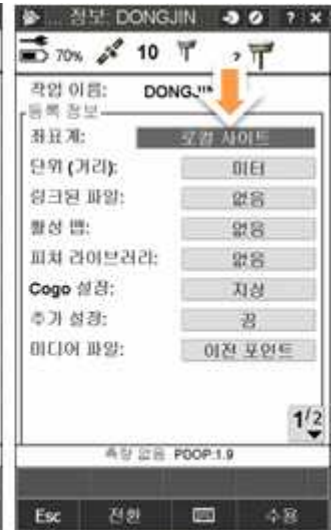 ... 정보: DONGJIN ? ×
70% 10 ?
작업 이름: DONGJIN
등록 정보
좌표계: 로컬 사이트
단위 (거리): 미터
링크된 파일: 없음
활성 맵: 없음
피쳐 라이브러리: 없음
Cogo 설정: 지상
추가 설정: 끔
미디어 파일: 이전 포인트
1/2
측량 없음 PDOP:1.9
Esc 전환 수용